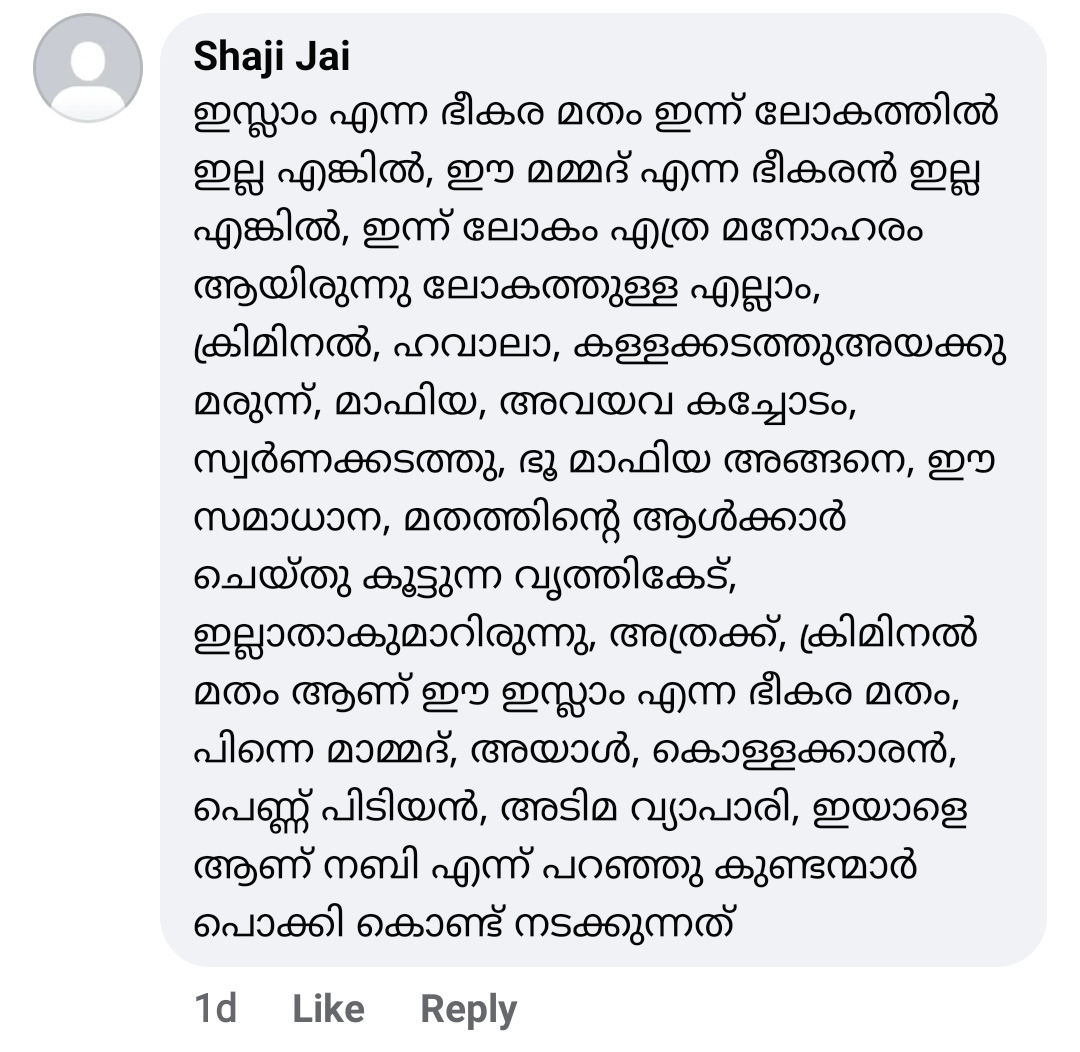 Shaji Jai
ഇസ്ലാം എന്ന ഭീകര മതം ഇന്ന് ലോകത്തിൽ
ഇല്ല എങ്കിൽ, ഈ മമ്മദ് എന്ന ഭീകരൻ ഇല്ല
എങ്കിൽ, ഇന്ന് ലോകം എത്ര മനോഹരം
ആയിരുന്നു ലോകത്തുള്ള എല്ലാം,
ക്രിമിനൽ, ഹവാലാ, കള്ളക്കടത്തുഅയക്കു
മരുന്ന്, മാഫിയ, അവയവ കച്ചോടം,
സ്വർണക്കടത്തു, ഭൂ മാഫിയ അങ്ങനെ, ഈ
സമാധാന, മതത്തിന്റെ ആൾക്കാർ
ചെയ്തു കൂട്ടുന്ന വൃത്തികേട്,
ഇല്ലാതാകുമാറിരുന്നു, അത്രക്ക്, ക്രിമിനൽ
മതം ആണ് ഈ ഇസ്ലാം എന്ന ഭീകര മതം,
പിന്നെ മാമ്മദ്, അയാൾ, കൊള്ളക്കാരൻ,
പെണ്ണ് പിടിയൻ, അടിമ വ്യാപാരി, ഇയാളെ
ആണ് നബി എന്ന് പറഞ്ഞു കുണ്ടന്മാർ
പൊക്കി കൊണ്ട് നടക്കുന്നത്
1d Like Reply